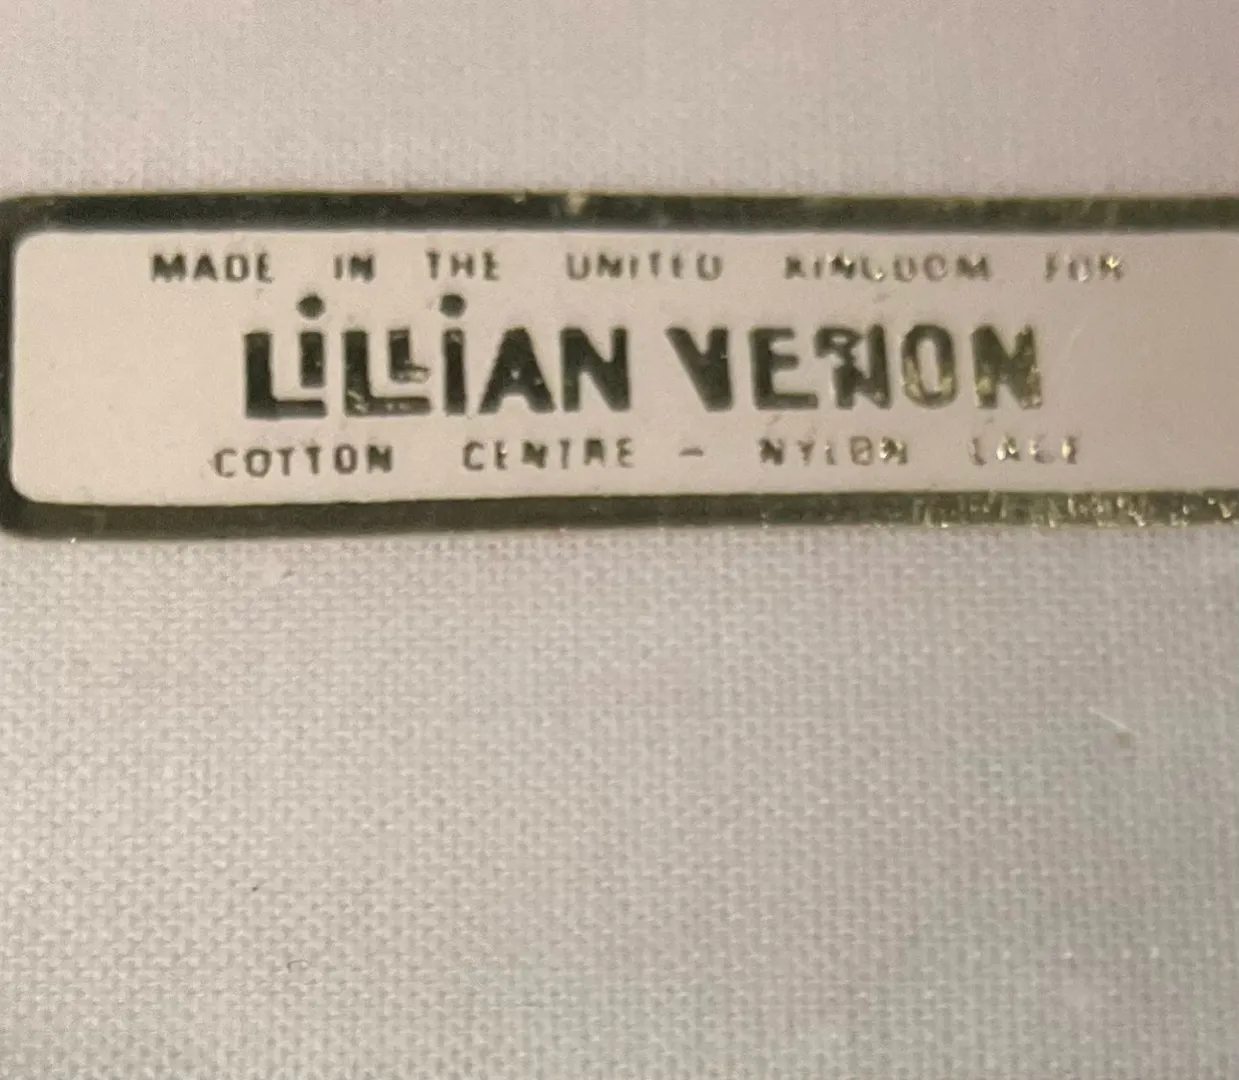 MADE IN THE UNITED KINGDOM FOR
LiLLiAN VERNON
COTTON CENTRE - NYLON LACE